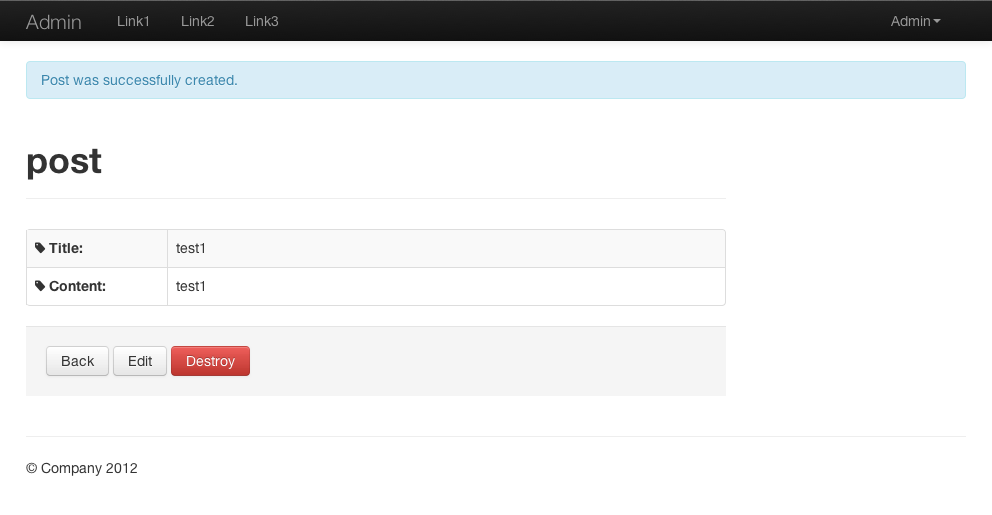 Admin Link1 Link2 Link3 Admin
Post was successfully created.
post
Title: test1
Content: test1
Back Edit Destroy
© Company 2012